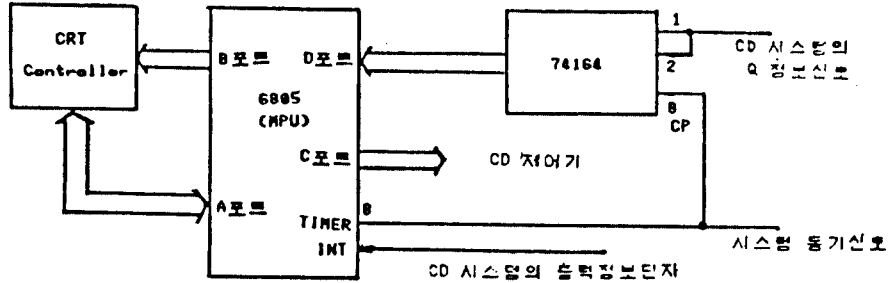 CRT
Controller
B포트
D포트
6805
(MPU)
C포트
A포트
TIMER
INT
8
74164
1
2
8
CP
CD 시스템의
Q 정보신호
CD 제어기
시스템 동기신호
CD 시스템의 출력정보단자